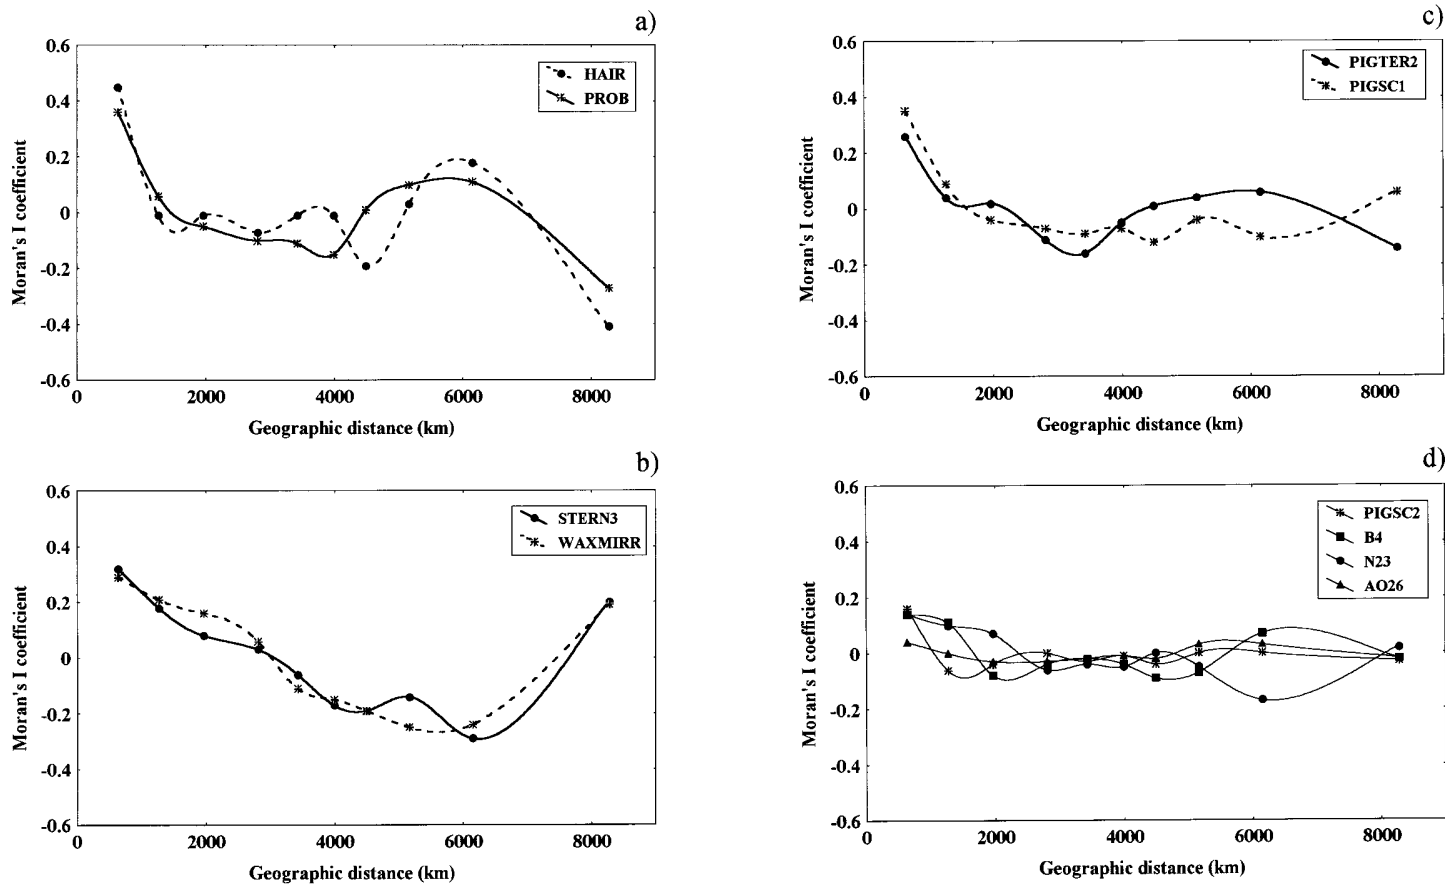 a)
0.6
0.4
0.2
0
-0.2
-0.4
-0.6
Moran's I coefficient
HAIR
PROB
0 2000 4000 6000 8000
Geographic distance (km)
c)
0.6
0.4
0.2
0
-0.2
-0.4
-0.6
Moran's I coefficient
PIGTER2
PIGSC1
0 2000 4000 6000 8000
Geographic distance (km)
b)
0.6
0.4
0.2
0
-0.2
-0.4
-0.6
Moran's I coefficient
STERN3
WAXMIRR
0 2000 4000 6000 8000
Geographic distance (km)
d)
0.6
0.4
0.2
0
-0.2
-0.4
-0.6
Moran's I coefficient
PIGSC2
B4
N23
AO26
0 2000 4000 6000 8000
Geographic distance (km)